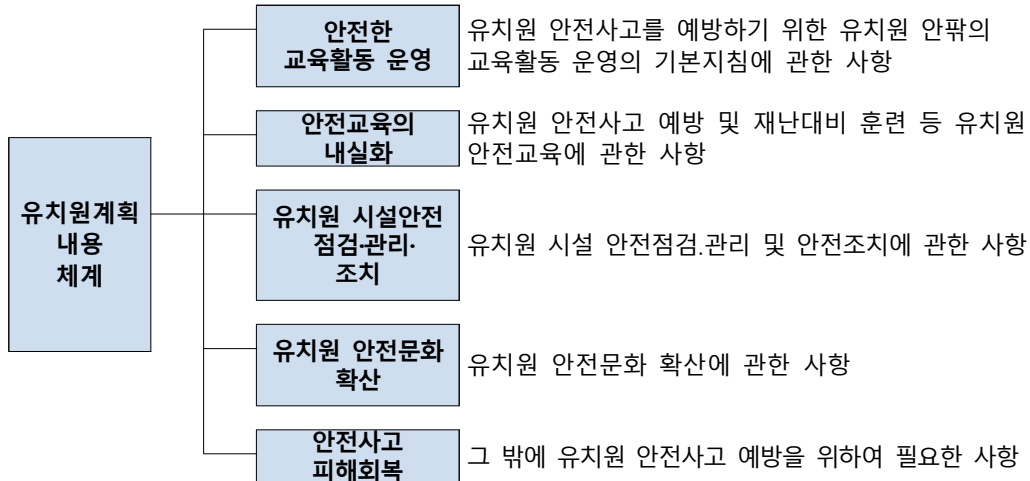 유치원계획
내용
체계
안전한
교육활동 운영
유치원 안전사고를 예방하기 위한 유치원 안팎의
교육활동 운영의 기본지침에 관한 사항
안전교육의
내실화
유치원 안전사고 예방 및 재난대비 훈련 등 유치원
안전교육에 관한 사항
유치원 시설안전
점검·관리·
조치
유치원 시설 안전점검.관리 및 안전조치에 관한 사항
유치원 안전문화
확산
유치원 안전문화 확산에 관한 사항
안전사고
피해회복
그 밖에 유치원 안전사고 예방을 위하여 필요한 사항